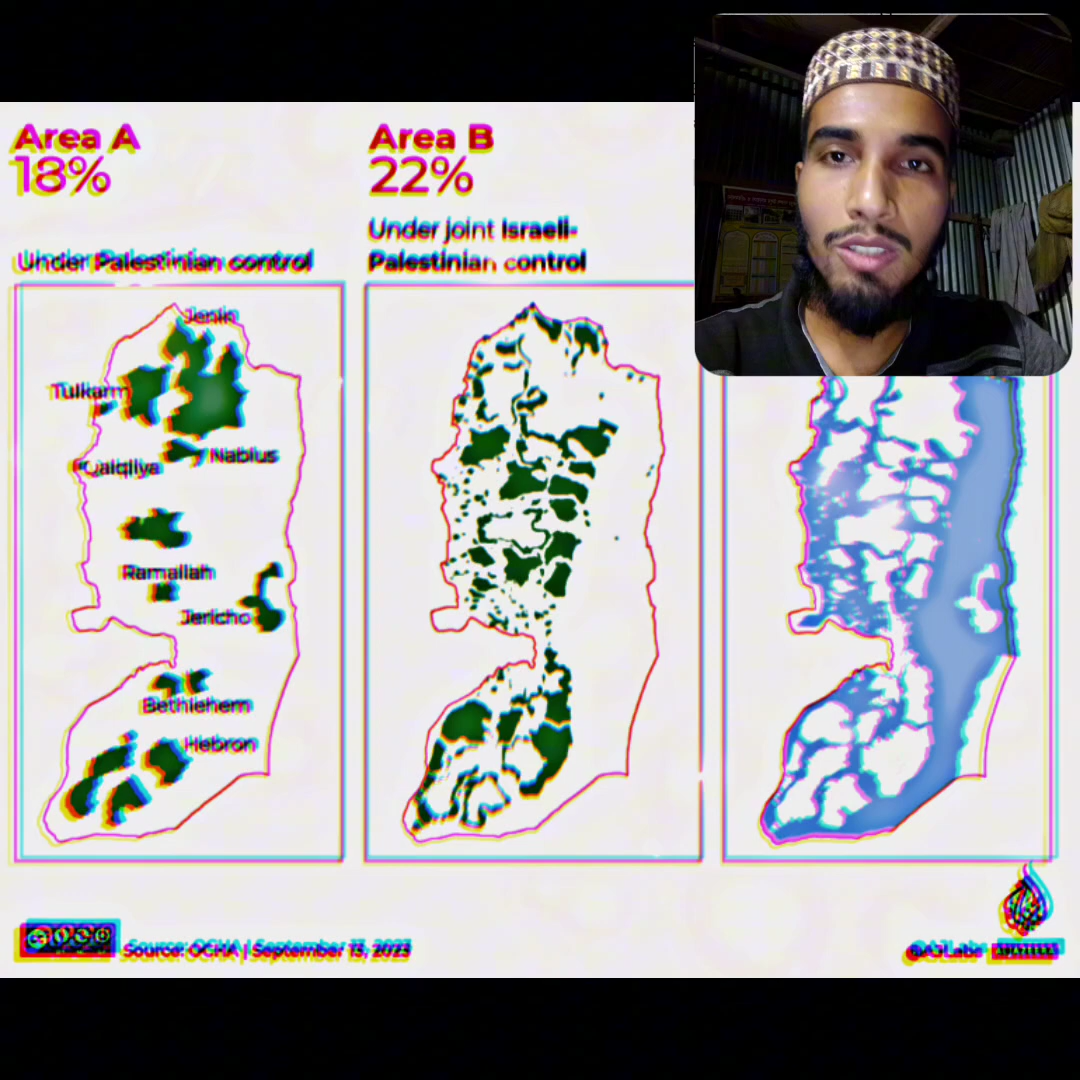 Area A
18%
Under Palestinian control
Area B
22%
Under joint Israeli-
Palestinian control
Jenin
Tulkarm
Nablus
Qalqilya
Ramallah
Jericho
Bethlehem
Hebron
Source: OCHA | September 13, 2023
@AJLabs